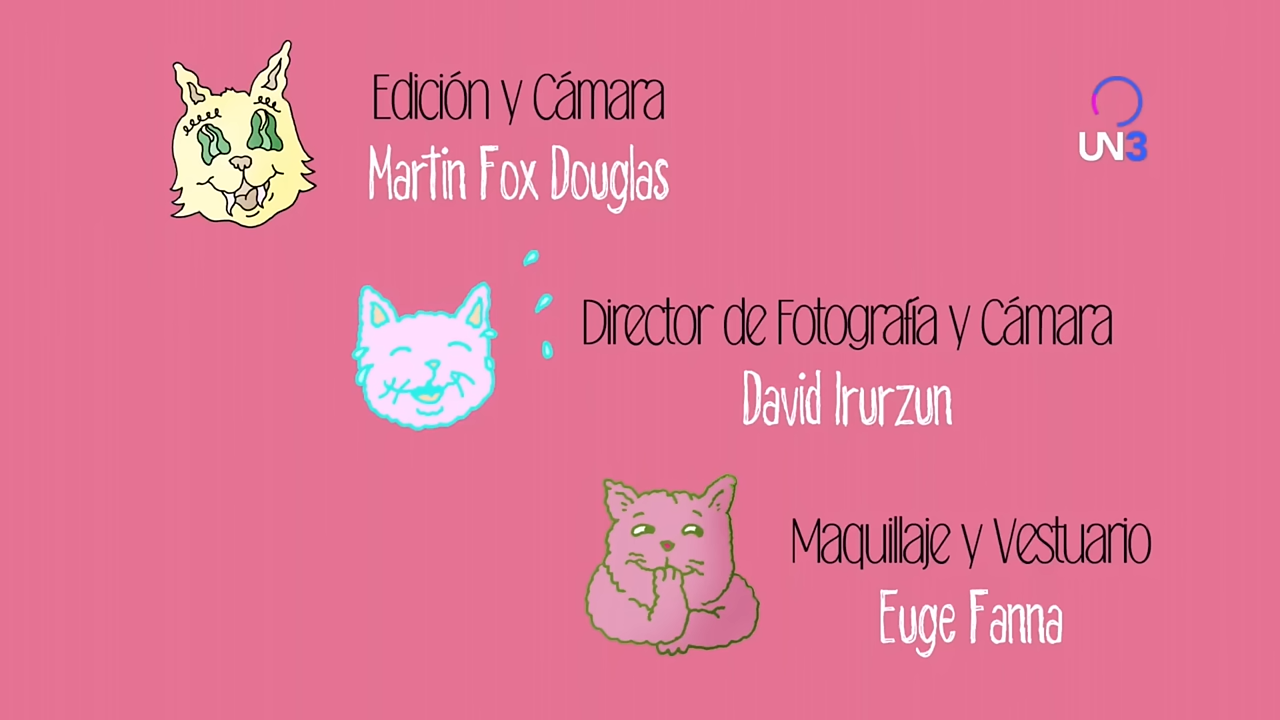 Edición y Cámara
Martin Fox Douglas
UN3
Director de Fotografía y Cámara
David Irurzun
Maquillaje y Vestuario
Euge Fanna